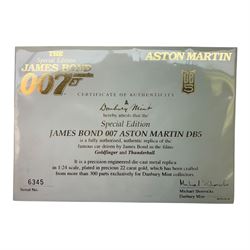 THE
Special Edition
JAMES BOND
007
ASTON MARTIN
DB5
CERTIFICATE OF AUTHENTICITY
Danbury Mint
hereby attests that the
Special Edition
JAMES BOND 007 ASTON MARTIN DB5
is a fully authorised, authentic replica of the
famous car driven by James Bond in the films
Goldfinger and Thunderball
It is a precision engineered die-cast metal replica
in 1:24 scale, plated in precious 22 carat gold, which has been crafted
from more than 300 parts exclusively for Danbury Mint collectors
6345
Serial No.
Danbury Mint